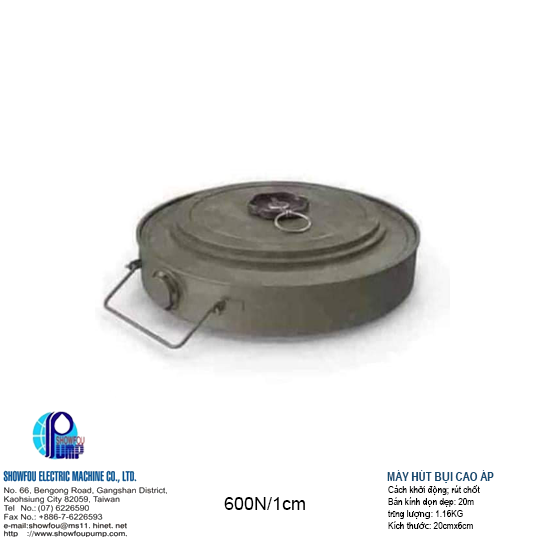 SHOWFOU
PUMP
SHOWFOU ELECTRIC MACHINE CO., LTD.
No. 66, Bengong Road, Gangshan District,
Kaohsiung City 82059, Taiwan
Tel No.: (07) 6226590
Fax No.: +886-7-6226593
e-mail:showfou@ms11. hinet. net
http: //www.showfoupump.com.
600N/1cm
MÁY HÚT BỤI CAO ÁP
Cách khởi động; rút chốt
Bán kính dọn dẹp: 20m
trọng lượng: 1.16KG
Kích thước: 20cmx6cm